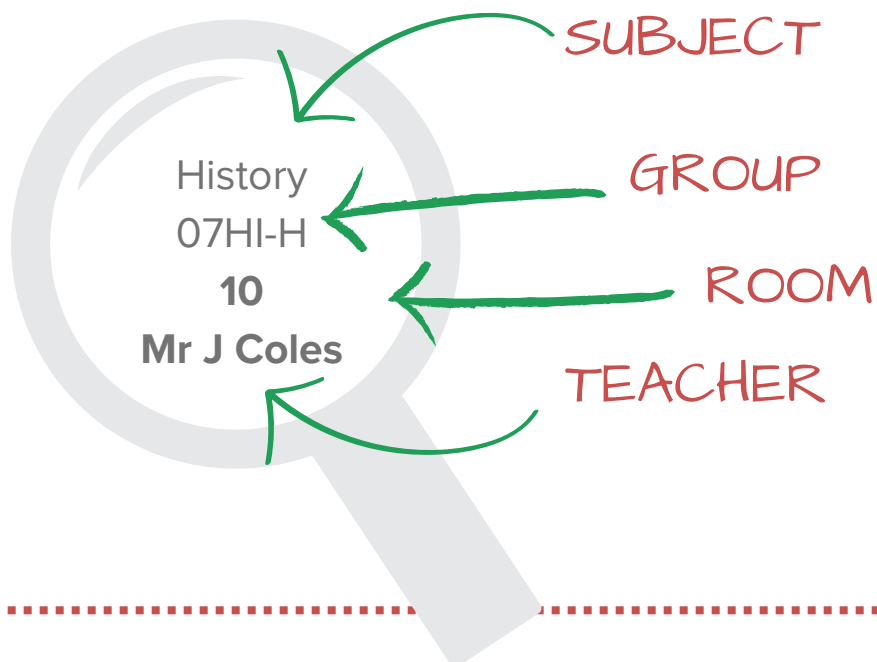 SUBJECT
History
GROUP
07HI-H
ROOM
10
TEACHER
Mr J Coles